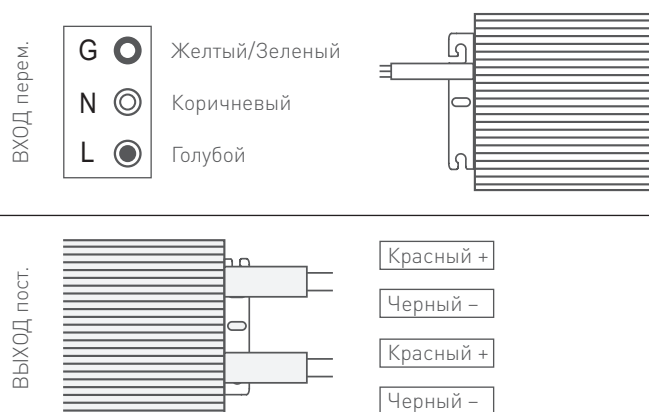 ВХОД перем.
G Желтый/Зеленый
N Коричневый
L Голубой
ВЫХОД пост.
Красный +
Черный –
Красный +
Черный –